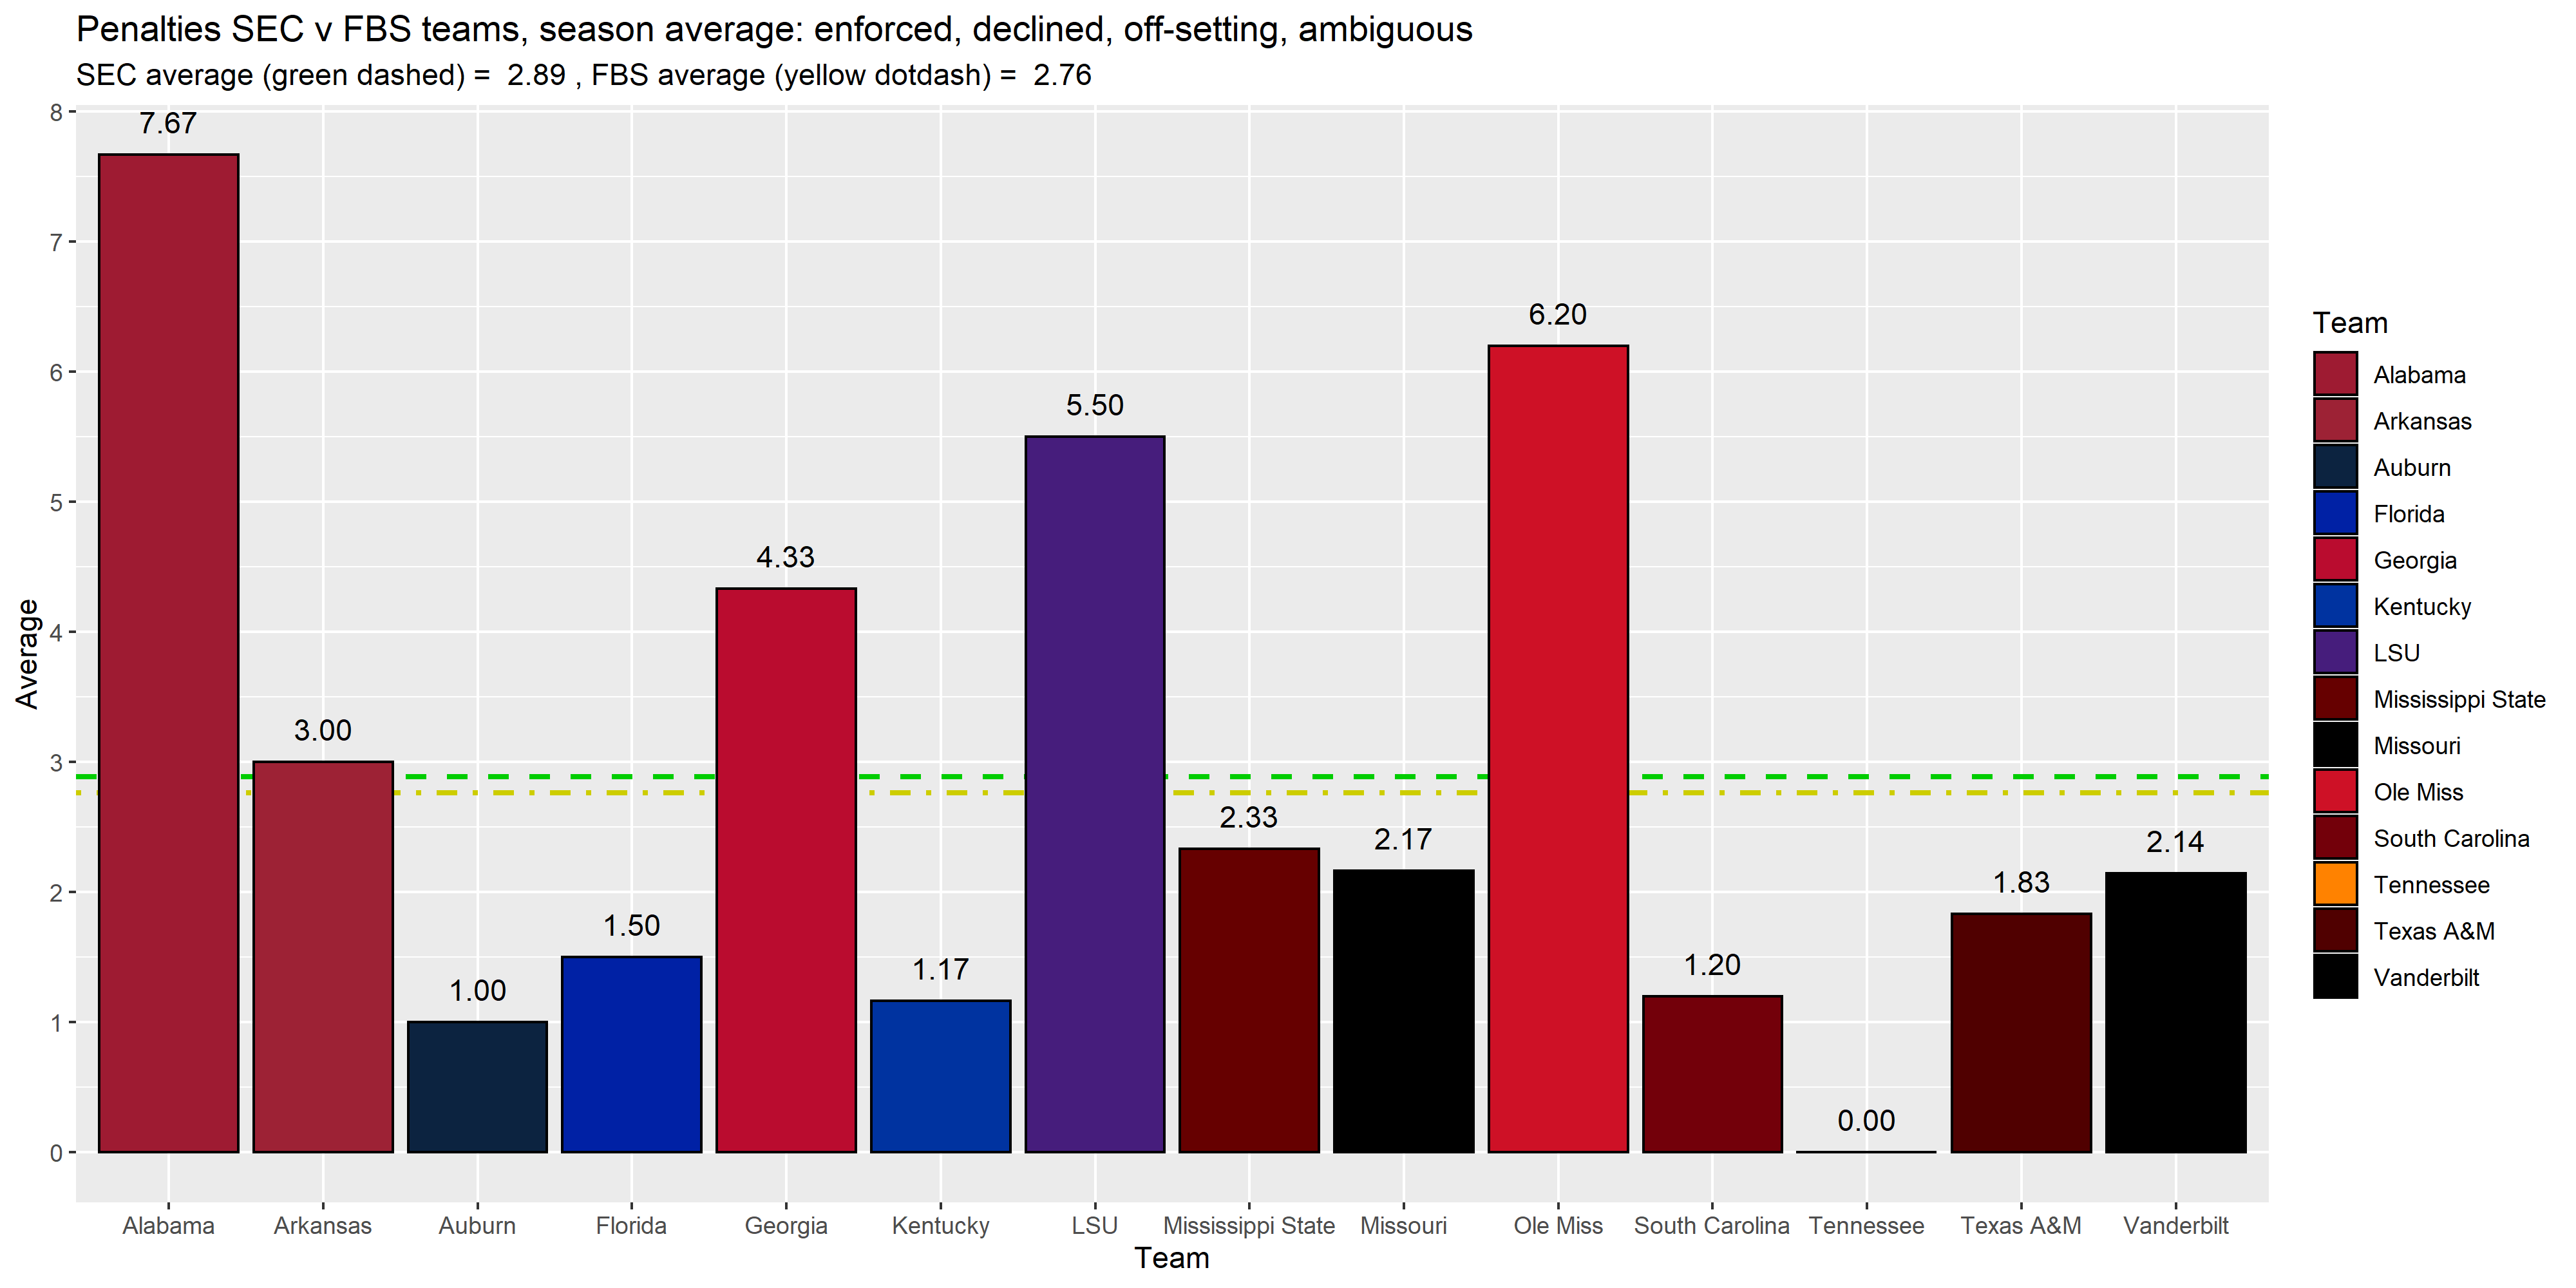 Penalties SEC v FBS teams, season average: enforced, declined, off-setting, ambiguous
SEC average (green dashed) =  2.89 , FBS average (yellow dotdash) =  2.76
Average
8
7
6
5
4
3
2
1
0
7.67
3.00
1.00
1.50
4.33
1.17
5.50
2.33
2.17
6.20
1.20
0.00
1.83
2.14
Alabama
Arkansas
Auburn
Florida
Georgia
Kentucky
LSU
Mississippi State
Missouri
Ole Miss
South Carolina
Tennessee
Texas A&M
Vanderbilt
Team
Team
Alabama
Arkansas
Auburn
Florida
Georgia
Kentucky
LSU
Mississippi State
Missouri
Ole Miss
South Carolina
Tennessee
Texas A&M
Vanderbilt